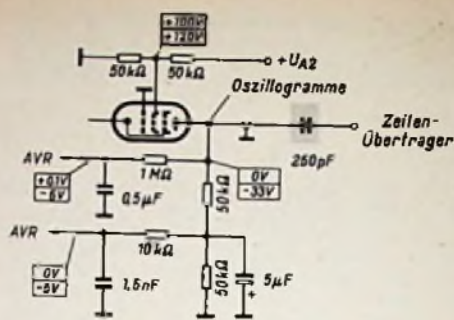 +100V
+120V
50kΩ
50kΩ
+UA2
Oszillogramme
Zeilen-
Übertrager
250pF
AVR
+0,1V
-6V
1MΩ
0V
-33V
0,5µF
50kΩ
AVR
10kΩ
0V
-5V
1,5nF
50kΩ
5µF
+